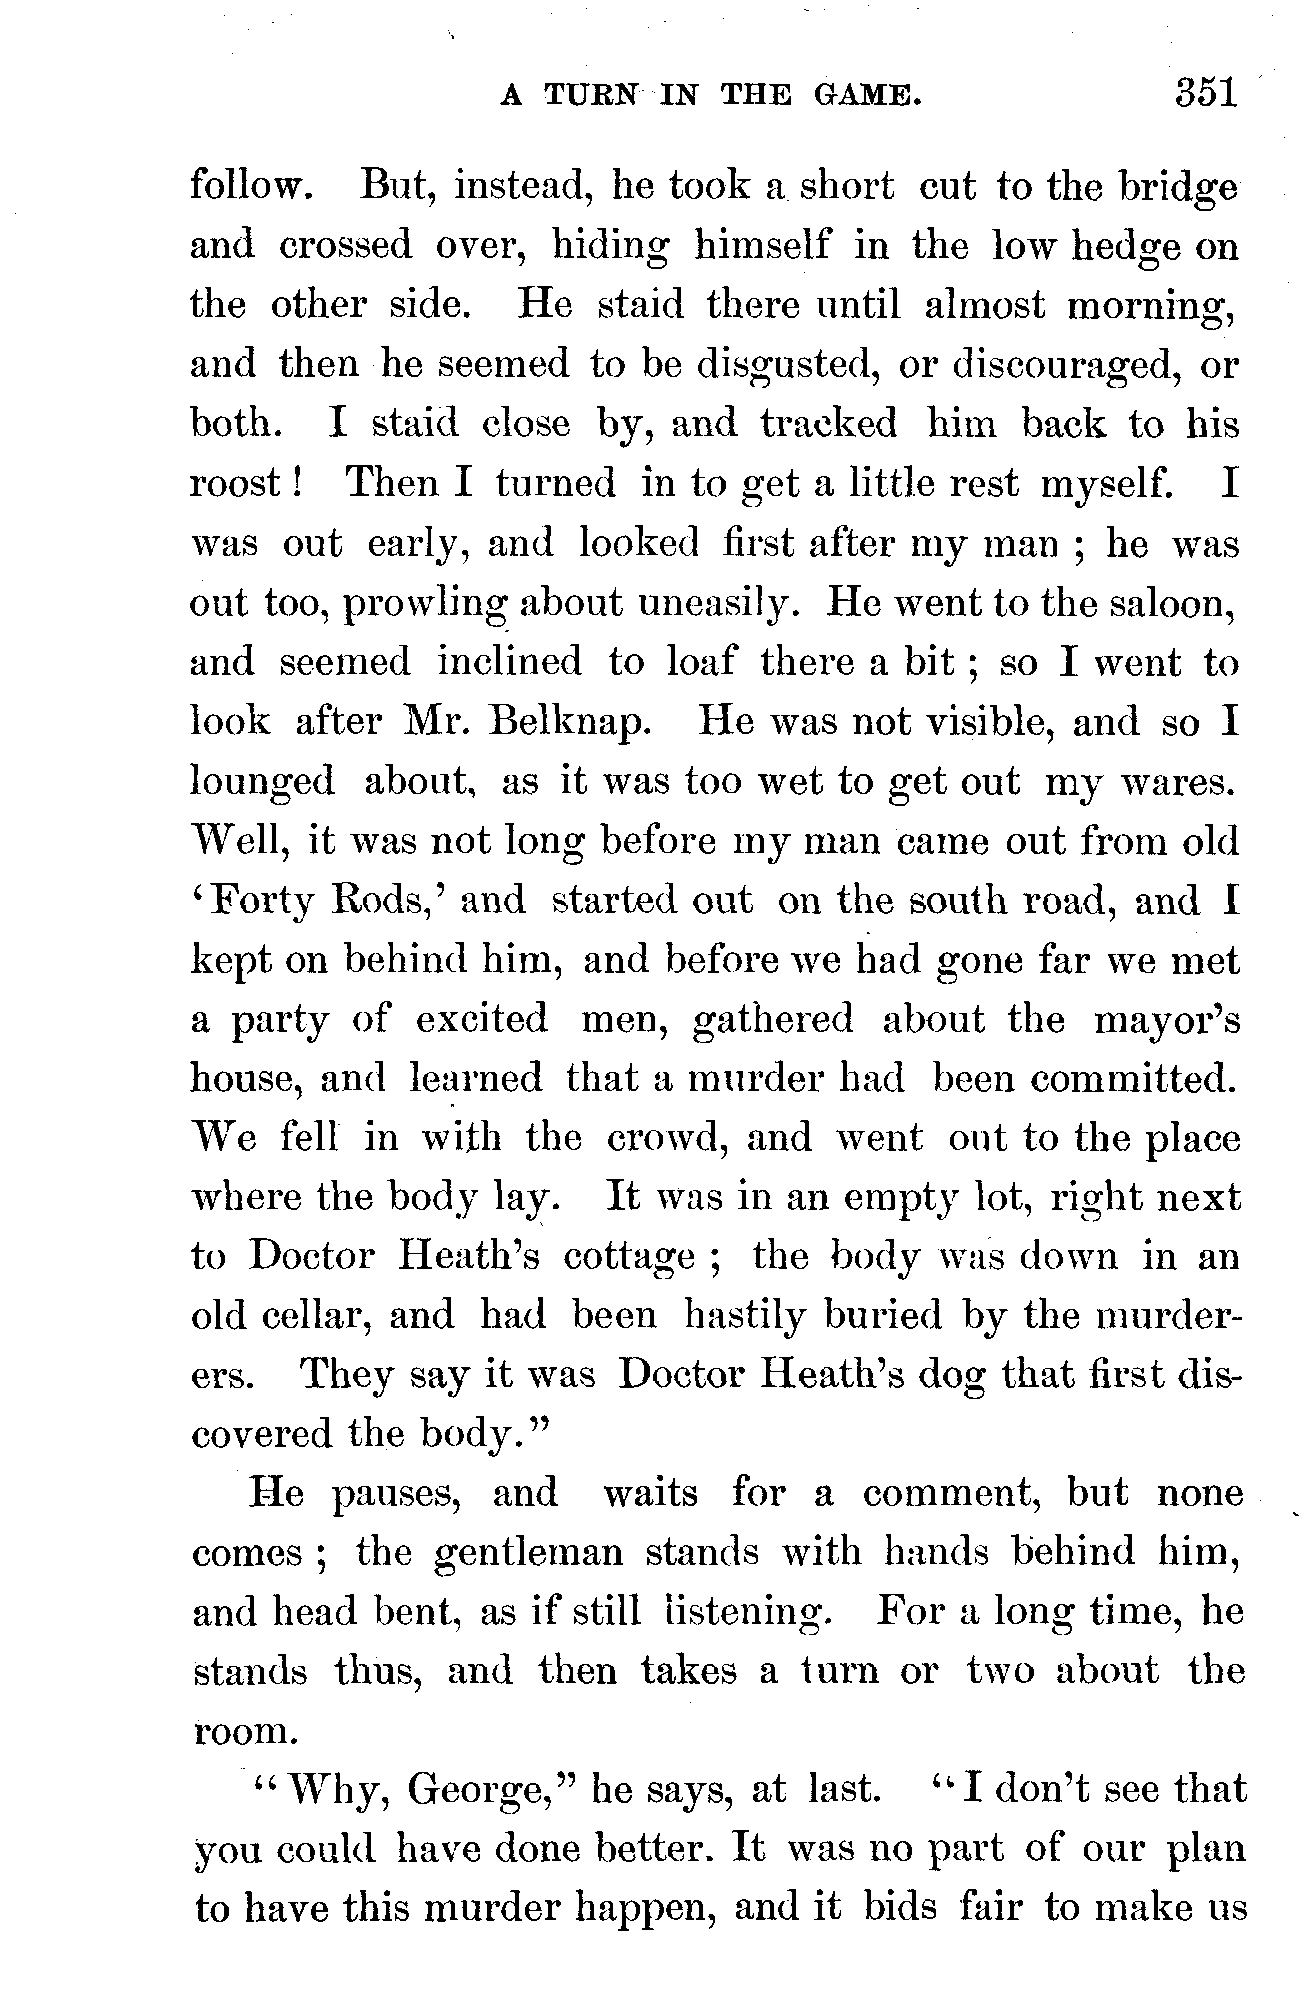 A TURN IN THE GAME. 351
follow. But, instead, he took a short cut to the bridge
and crossed over, hiding himself in the low hedge on
the other side. He staid there until almost morning,
and then he seemed to be disgusted, or discouraged, or
both. I staid close by, and tracked him back to his
roost ! Then I turned in to get a little rest myself. I
was out early, and looked first after my man ; he was
out too, prowling about uneasily. He went to the saloon,
and seemed inclined to loaf there a bit ; so I went to
look after Mr. Belknap. He was not visible, and so I
lounged about, as it was too wet to get out my wares.
Well, it was not long before my man came out from old
‘Forty Rods,’ and started out on the south road, and I
kept on behind him, and before we had gone far we met
a party of excited men, gathered about the mayor’s
house, and learned that a murder had been committed.
We fell in with the crowd, and went out to the place
where the body lay. It was in an empty lot, right next
to Doctor Heath’s cottage ; the body was down in an
old cellar, and had been hastily buried by the murder-
ers. They say it was Doctor Heath’s dog that first dis-
covered the body.”
He pauses, and waits for a comment, but none
comes ; the gentleman stands with hands behind him,
and head bent, as if still listening. For a long time, he
stands thus, and then takes a turn or two about the
room.
“Why, George,” he says, at last. “I don’t see that
you could have done better. It was no part of our plan
to have this murder happen, and it bids fair to make us